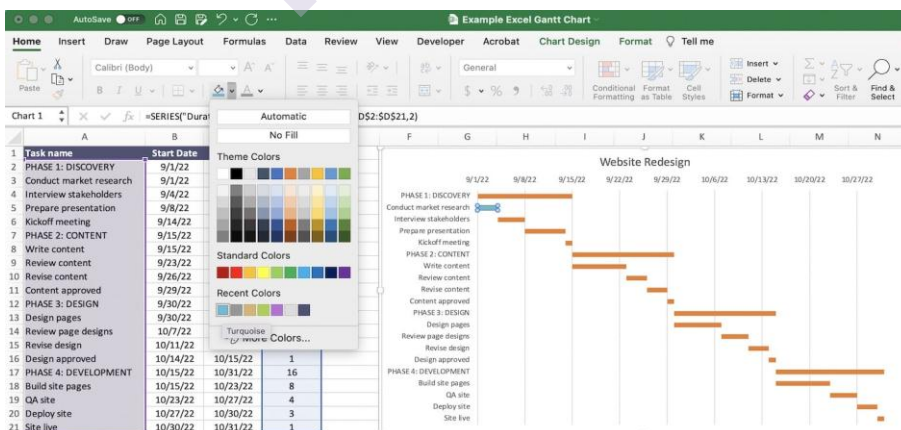 AutoSave OFF
Example Excel Gantt Chart
Home Insert Draw Page Layout Formulas Data Review View Developer Acrobat Chart Design Format Tell me
Paste
Calibri (Body)
B I U
General
$ % 9
Conditional Formatting
Format as Table
Cell Styles
Insert
Delete
Format
Sort & Filter
Find & Select
Chart 1 fx =SERIES("Durat D$2:$D$21,2)
Automatic
No Fill
Theme Colors
Standard Colors
Recent Colors
Turquoise
More Colors...
A B F G H I J K L M N
1 Task name Start Date
2 PHASE 1: DISCOVERY 9/1/22
3 Conduct market research 9/1/22
4 Interview stakeholders 9/4/22
5 Prepare presentation 9/8/22
6 Kickoff meeting 9/14/22
7 PHASE 2: CONTENT 9/15/22
8 Write content 9/15/22
9 Review content 9/23/22
10 Revise content 9/26/22
11 Content approved 9/29/22
12 PHASE 3: DESIGN 9/30/22
13 Design pages 9/30/22
14 Review page designs 10/7/22
15 Revise design 10/11/22
16 Design approved 10/14/22 10/15/22 1
17 PHASE 4: DEVELOPMENT 10/15/22 10/31/22 16
18 Build site pages 10/15/22 10/23/22 8
19 QA site 10/23/22 10/27/22 4
20 Deploy site 10/27/22 10/30/22 3
21 Site live 10/30/22 10/31/22 1
Website Redesign
9/1/22 9/8/22 9/15/22 9/22/22 9/29/22 10/6/22 10/13/22 10/20/22 10/27/22
PHASE 1: DISCOVERY
Conduct market research
Interview stakeholders
Prepare presentation
Kickoff meeting
PHASE 2: CONTENT
Write content
Review content
Revise content
Content approved
PHASE 3: DESIGN
Design pages
Review page designs
Revise design
Design approved
PHASE 4: DEVELOPMENT
Build site pages
QA site
Deploy site
Site live